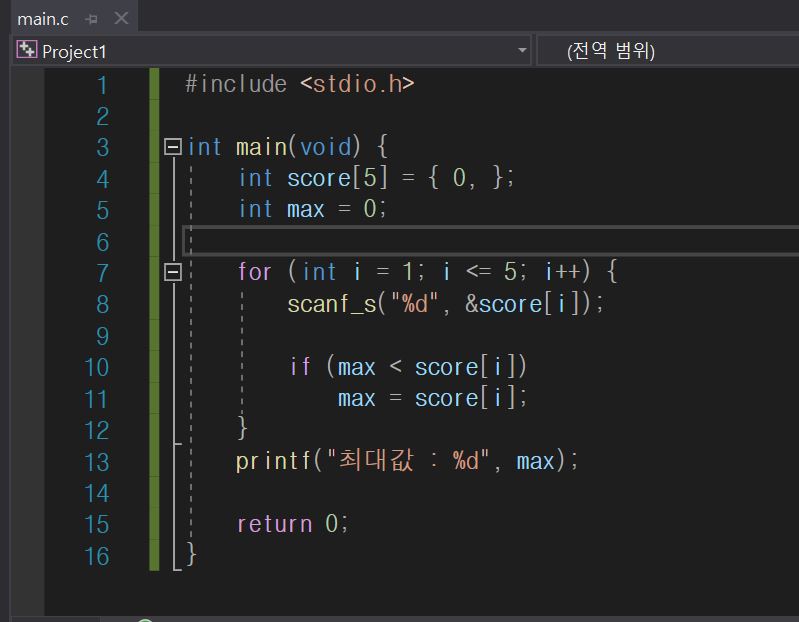 main.c
Project1
(전역 범위)
1 #include <stdio.h>
2
3 int main(void) {
4 int score[5] = { 0, };
5 int max = 0;
6
7 for (int i = 1; i <= 5; i++) {
8 scanf_s("%d", &score[i]);
9
10 if (max < score[i])
11 max = score[i];
12 }
13 printf("최대값 : %d", max);
14
15 return 0;
16 }